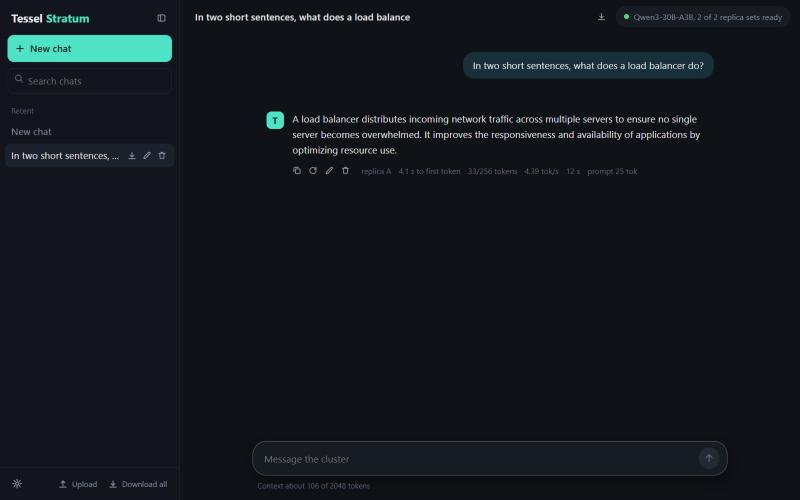 Tessel Stratum
New chat
Search chats
Recent
New chat
In two short sentences, ...
Upload
Download all
In two short sentences, what does a load balance
Qwen3-30B-A3B, 2 of 2 replica sets ready
In two short sentences, what does a load balancer do?
T
A load balancer distributes incoming network traffic across multiple servers to ensure no single
server becomes overwhelmed. It improves the responsiveness and availability of applications by
optimizing resource use.
replica A 4.1 s to first token 33/256 tokens 4.39 tok/s 12 s prompt 25 tok
Message the cluster
Context about 106 of 2048 tokens